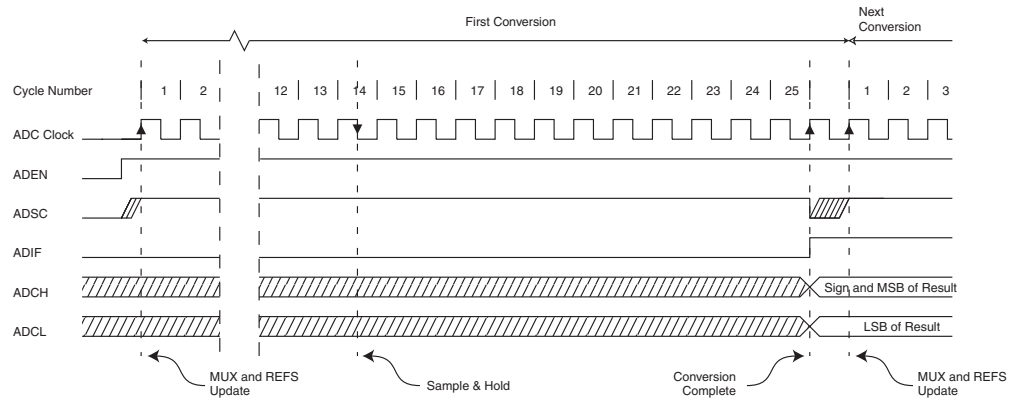 First Conversion
Next
Conversion
Cycle Number 1 2 12 13 14 15 16 17 18 19 20 21 22 23 24 25 1 2 3
ADC Clock
ADEN
ADSC
ADIF
ADCH Sign and MSB of Result
ADCL LSB of Result
MUX and REFS
Update
Sample & Hold
Conversion
Complete
MUX and REFS
Update